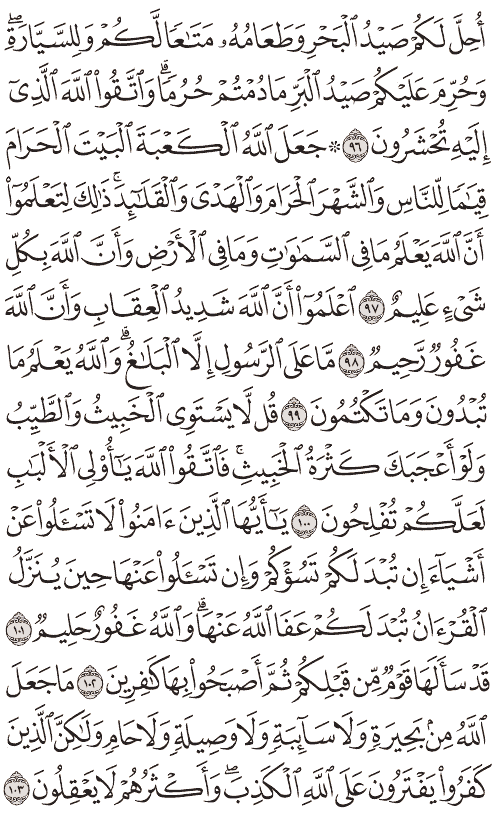 أُحِلَّ لَكُمْ صَيْدُ ٱلْبَحْرِ وَطَعَامُهُۥ مَتَٰعًا لَّكُمْ وَلِلسَّيَّارَةِۖ
وَحُرِّمَ عَلَيْكُمْ صَيْدُ ٱلْبَرِّ مَا دُمْتُمْ حُرُمًاۗ وَٱتَّقُوا۟ ٱللَّهَ ٱلَّذِىٓ
إِلَيْهِ تُحْشَرُونَ ٩٦ ۞ جَعَلَ ٱللَّهُ ٱلْكَعْبَةَ ٱلْبَيْتَ ٱلْحَرَامَ
قِيَٰمًا لِّلنَّاسِ وَٱلشَّهْرَ ٱلْحَرَامَ وَٱلْهَدْىَ وَٱلْقَلَٰٓئِدَۚ ذَٰلِكَ لِتَعْلَمُوٓا۟
أَنَّ ٱللَّهَ يَعْلَمُ مَا فِى ٱلسَّمَٰوَٰتِ وَمَا فِى ٱلْأَرْضِ وَأَنَّ ٱللَّهَ بِكُلِّ
شَىْءٍ عَلِيمٌ ٩٧ ٱعْلَمُوٓا۟ أَنَّ ٱللَّهَ شَدِيدُ ٱلْعِقَابِ وَأَنَّ ٱللَّهَ
غَفُورٌ رَّحِيمٌ ٩٨ مَّا عَلَى ٱلرَّسُولِ إِلَّا ٱلْبَلَٰغُۗ وَٱللَّهُ يَعْلَمُ مَا
تُبْدُونَ وَمَا تَكْتُمُونَ ٩٩ قُل لَّا يَسْتَوِى ٱلْخَبِيثُ وَٱلطَّيِّبُ
وَلَوْ أَعْجَبَكَ كَثْرَةُ ٱلْخَبِيثِۚ فَٱتَّقُوا۟ ٱللَّهَ يَٰٓأُو۟لِى ٱلْأَلْبَٰبِ
لَعَلَّكُمْ تُفْلِحُونَ ١٠٠ يَٰٓأَيُّهَا ٱلَّذِينَ ءَامَنُوا۟ لَا تَسْـَٔلُوا۟ عَنْ
أَشْيَآءَ إِن تُبْدَ لَكُمْ تَسُؤْكُمْ وَإِن تَسْـَٔلُوا۟ عَنْهَا حِينَ يُنَزَّلُ
ٱلْقُرْءَانُ تُبْدَ لَكُمْ عَفَا ٱللَّهُ عَنْهَاۗ وَٱللَّهُ غَفُورٌ حَلِيمٌ ١٠١
قَدْ سَأَلَهَا قَوْمٌ مِّن قَبْلِكُمْ ثُمَّ أَصْبَحُوا۟ بِهَا كَٰفِرِينَ ١٠٢ مَا جَعَلَ
ٱللَّهُ مِنۢ بَحِيرَةٍ وَلَا سَآئِبَةٍ وَلَا وَصِيلَةٍ وَلَا حَامٍ وَلَٰكِنَّ ٱلَّذِينَ
كَفَرُوا۟ يَفْتَرُونَ عَلَى ٱللَّهِ ٱلْكَذِبَۖ وَأَكْثَرُهُمْ لَا يَعْقِلُونَ ١٠٣